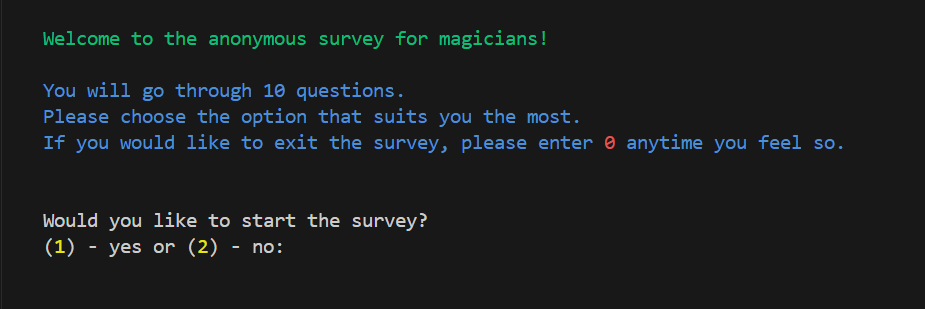 Welcome to the anonymous survey for magicians!
You will go through 10 questions.
Please choose the option that suits you the most.
If you would like to exit the survey, please enter 0 anytime you feel so.
Would you like to start the survey?
(1) - yes or (2) - no: